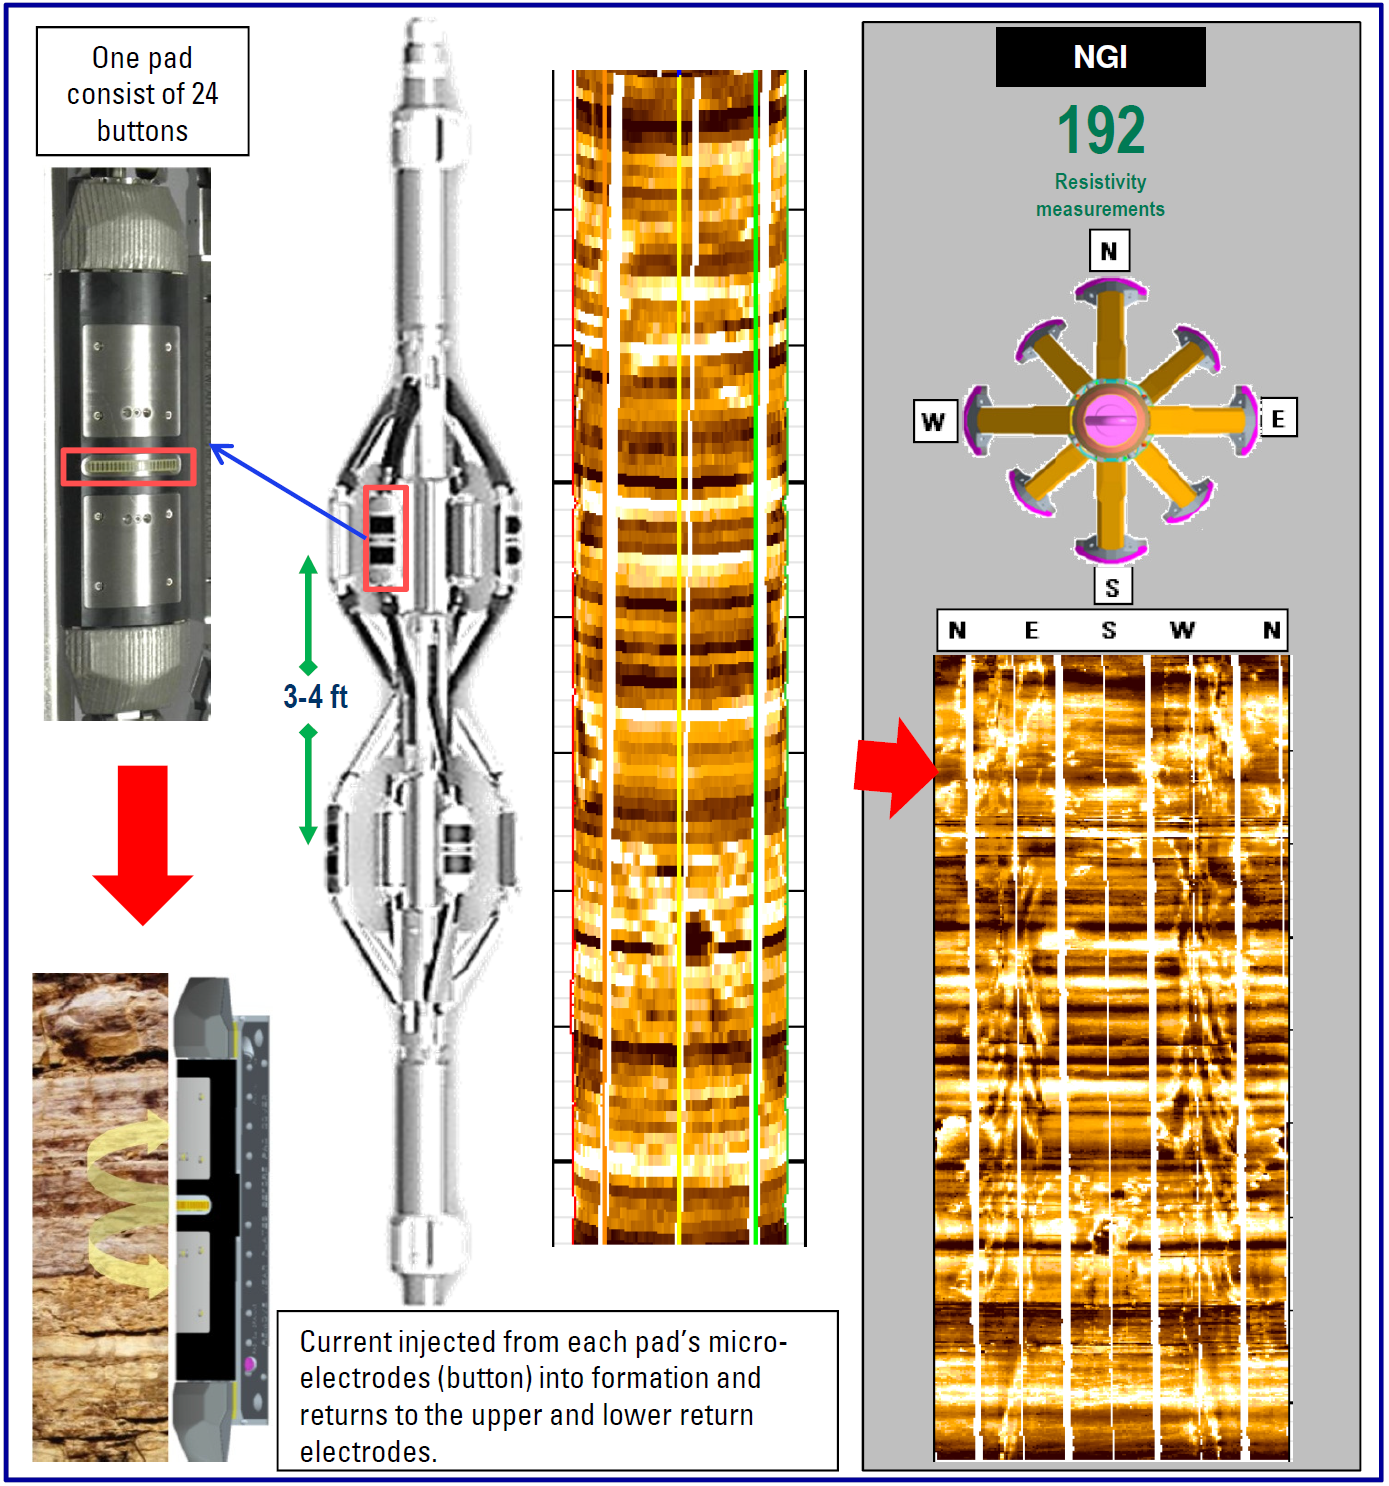 One pad
consist of 24
buttons
3-4 ft
Current injected from each pad’s micro-
electrodes (button) into formation and
returns to the upper and lower return
electrodes.
NGI
192
Resistivity
measurements
N
W
E
S
N E S W N